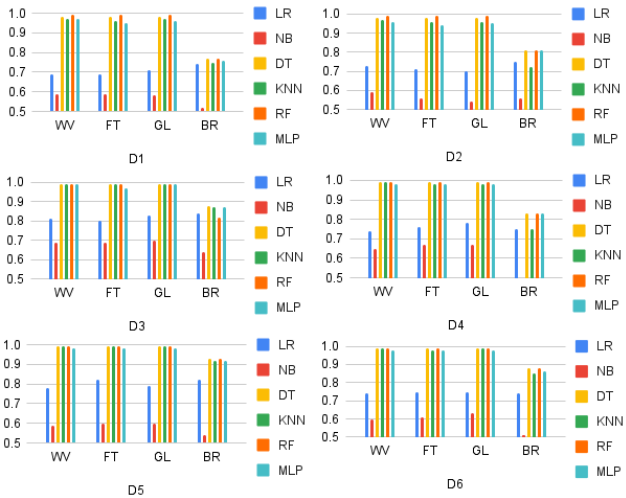 1.0
0.9
0.8
0.7
0.6
0.5
WV FT GL BR
LR
NB
DT
KNN
RF
MLP
D1
1.0
0.9
0.8
0.7
0.6
0.5
WV FT GL BR
LR
NB
DT
KNN
RF
MLP
D2
1.0
0.9
0.8
0.7
0.6
0.5
WV FT GL BR
LR
NB
DT
KNN
RF
MLP
D3
1.0
0.9
0.8
0.7
0.6
0.5
WV FT GL BR
LR
NB
DT
KNN
RF
MLP
D4
1.0
0.9
0.8
0.7
0.6
0.5
WV FT GL BR
LR
NB
DT
KNN
RF
MLP
D5
1.0
0.9
0.8
0.7
0.6
0.5
WV FT GL BR
LR
NB
DT
KNN
RF
MLP
D6